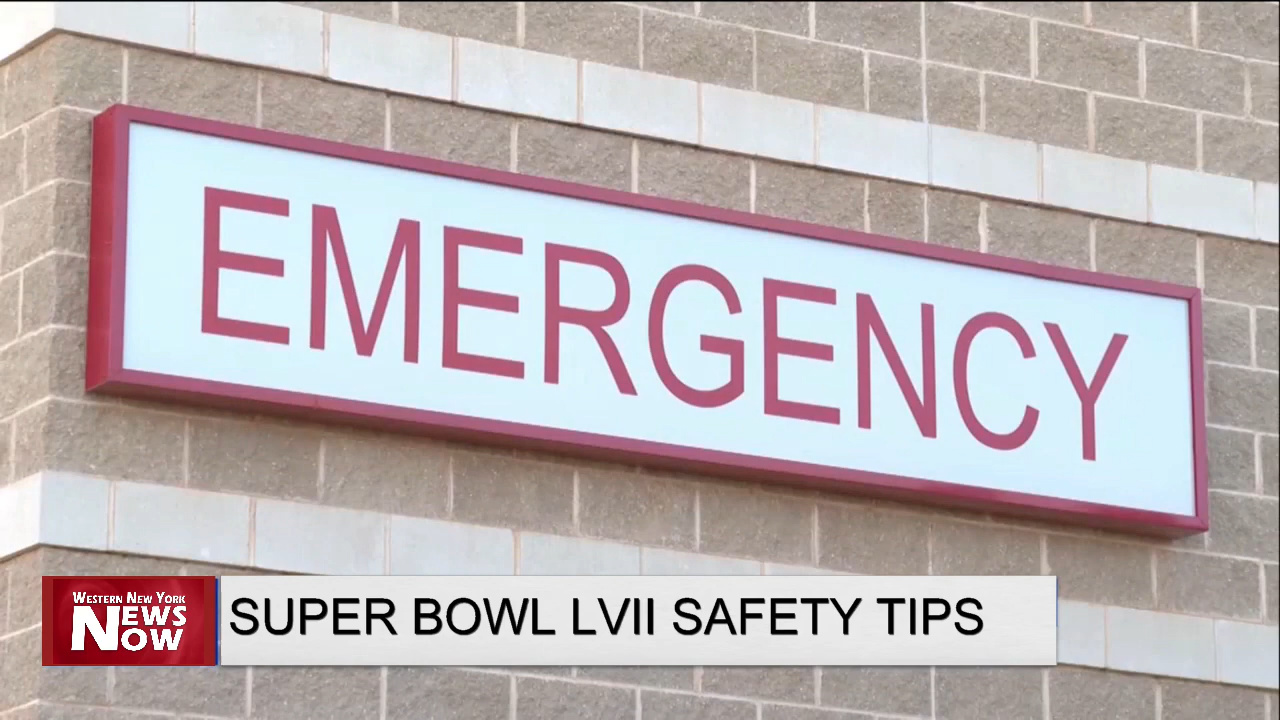 EMERGENCY
WESTERN NEW YORK
NEWS
NOW
SUPER BOWL LVII SAFETY TIPS